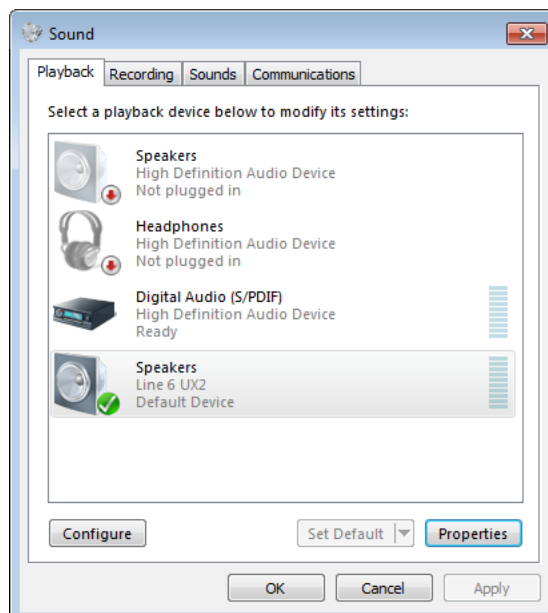 Sound
Playback Recording Sounds Communications
Select a playback device below to modify its settings:
Speakers
High Definition Audio Device
Not plugged in
Headphones
High Definition Audio Device
Not plugged in
Digital Audio (S/PDIF)
High Definition Audio Device
Ready
Speakers
Line 6 UX2
Default Device
Configure Set Default Properties
OK Cancel Apply